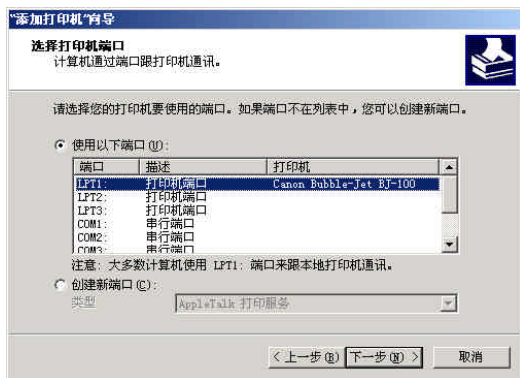 "添加打印机"向导
选择打印机端口
计算机通过端口跟打印机通讯。
请选择您的打印机要使用的端口。如果端口不在列表中，您可以创建新端口。
使用以下端口(U):
端口 描述 打印机
LPT1: 打印机端口 Canon Bubble-Jet BJ-100
LPT2: 打印机端口
LPT3: 打印机端口
COM1: 串行端口
COM2: 串行端口
COM3: 串行端口
注意: 大多数计算机使用 LPT1: 端口来跟本地打印机通讯。
创建新端口(C):
类型 AppleTalk 打印服务
<上一步(B) 下一步(N)> 取消